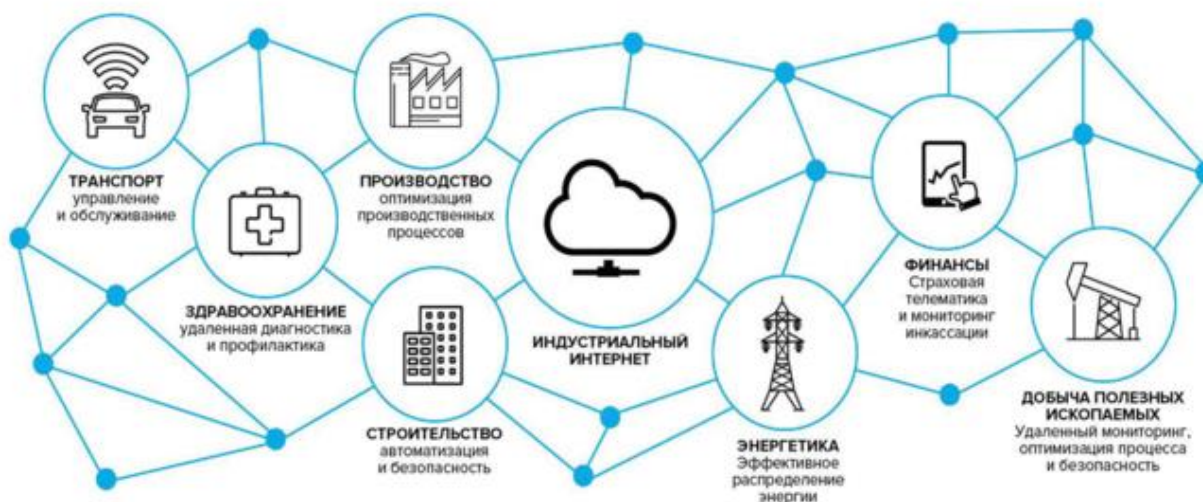 ТРАНСПОРТ
управление
и обслуживание
ПРОИЗВОДСТВО
оптимизация
производственных
процессов
ЗДРАВООХРАНЕНИЕ
удаленная диагностика
и профилактика
ИНДУСТРИАЛЬНЫЙ
ИНТЕРНЕТ
ФИНАНСЫ
Страховая
телематика
и мониторинг
инкассации
СТРОИТЕЛЬСТВО
автоматизация
и безопасность
ЭНЕРГЕТИКА
Эффективное
распределение
энергии
ДОБЫЧА ПОЛЕЗНЫХ
ИСКОПАЕМЫХ
Удаленный мониторинг,
оптимизация процесса
и безопасность